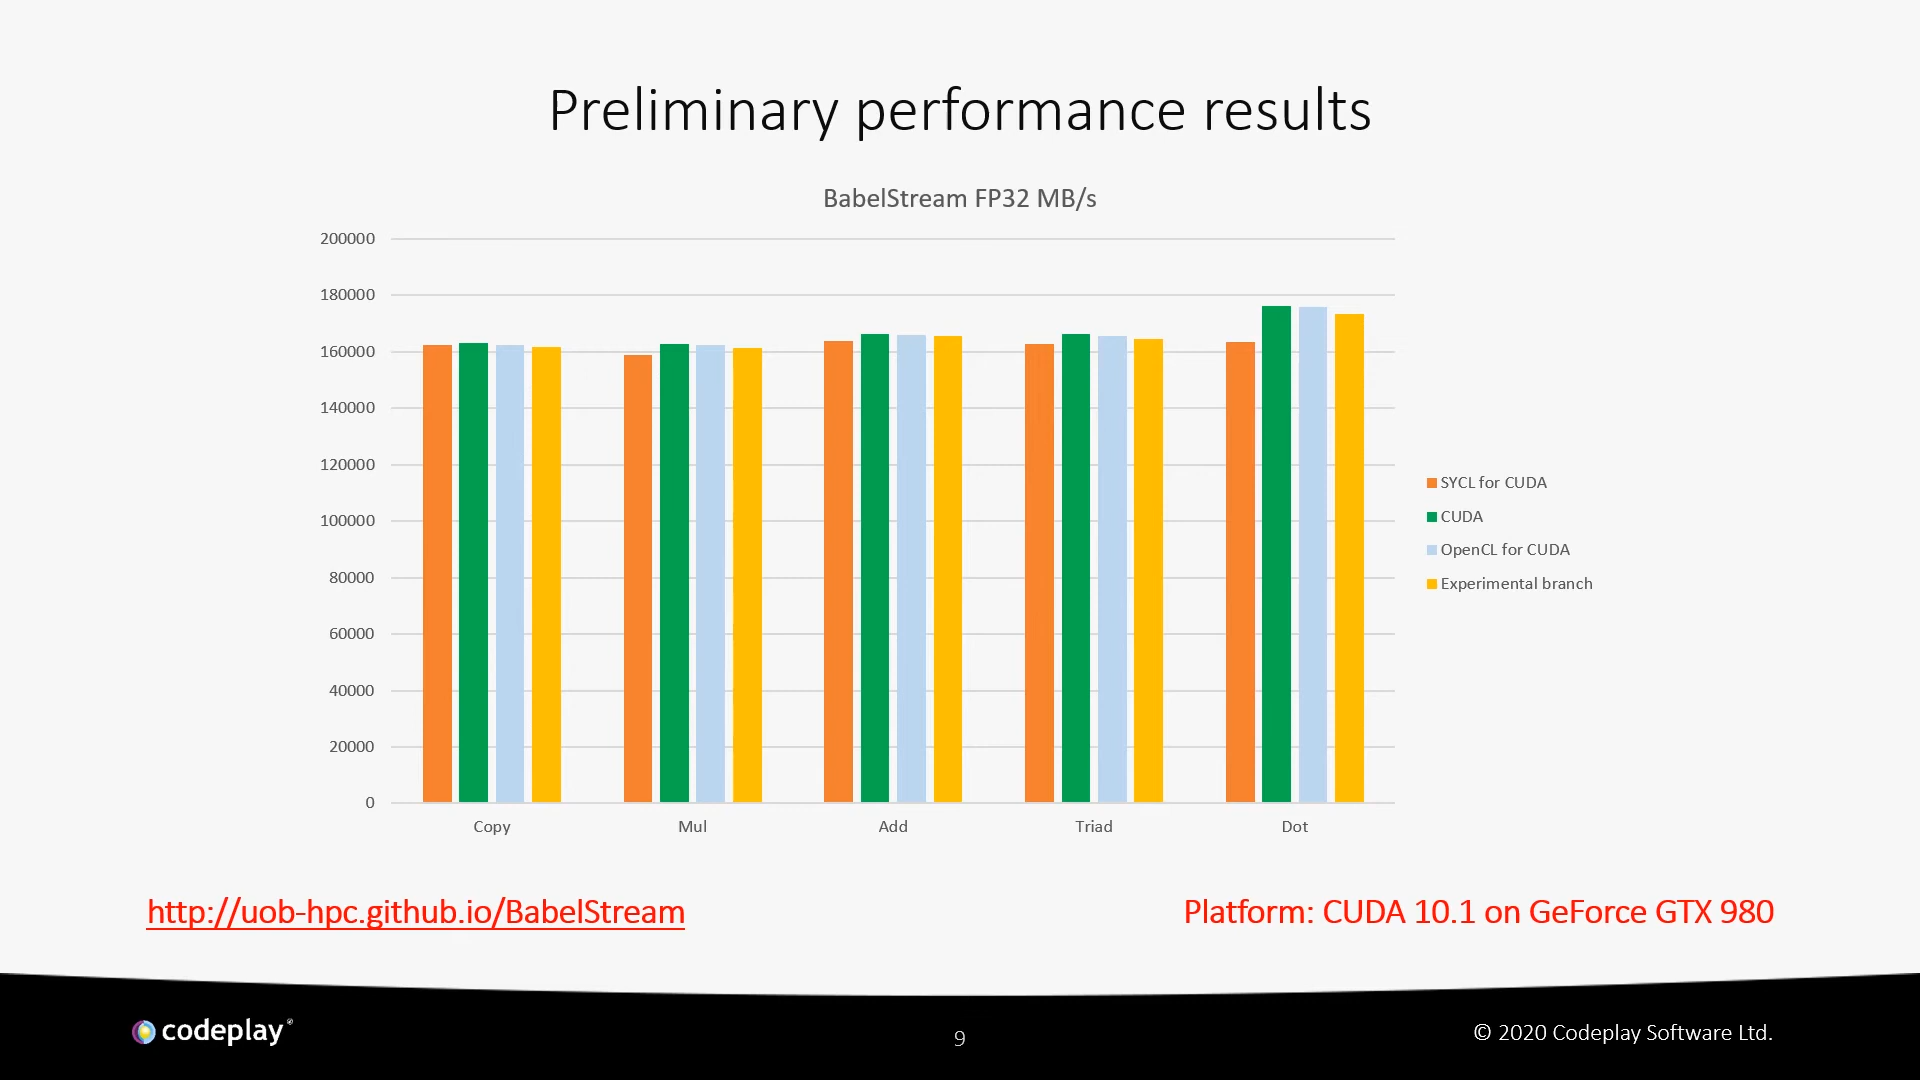 Preliminary performance results
BabelStream FP32 MB/s
200000
180000
160000
140000
120000
100000
80000
60000
40000
20000
0
Copy
Mul
Add
Triad
Dot
SYCL for CUDA
CUDA
OpenCL for CUDA
Experimental branch
http://uob-hpc.github.io/BabelStream
Platform: CUDA 10.1 on GeForce GTX 980
codeplay®
9
© 2020 Codeplay Software Ltd.